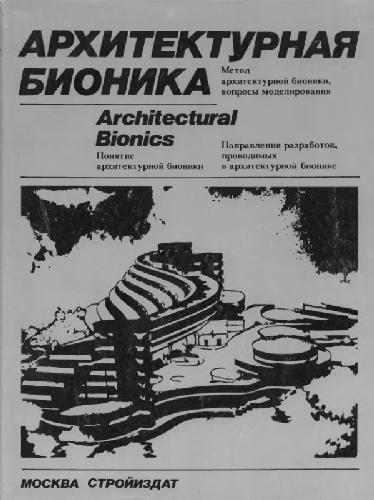 АРХИТЕКТУРНАЯ
БИОНИКА
Метод
архитектурной бионики,
вопросы моделирования
Architectural
Bionics
Понятие
архитектурной бионики
Направления разработок,
проводимых
в архитектурной бионике
МОСКВА СТРОЙИЗДАТ